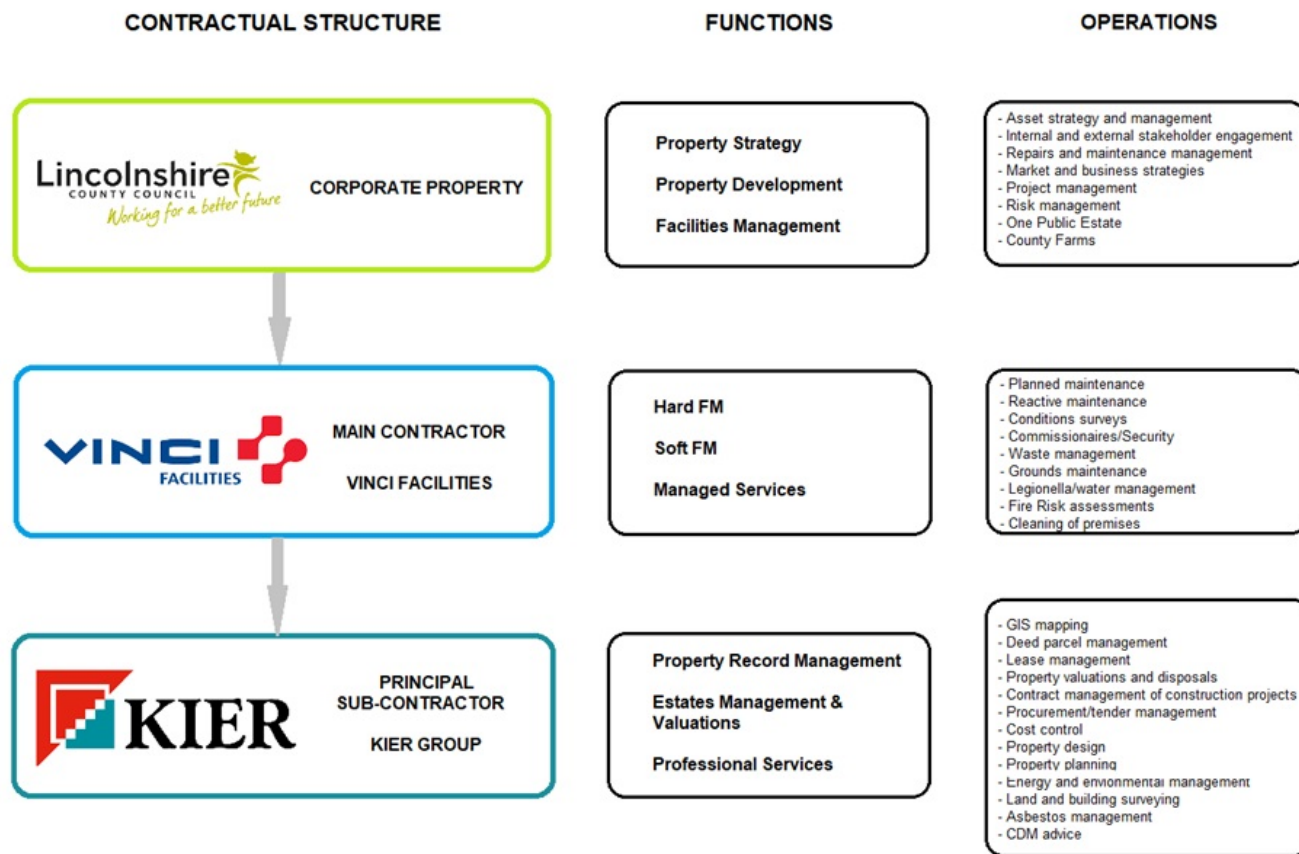 CONTRACTUAL STRUCTURE
FUNCTIONS
OPERATIONS
Lincolnshire
COUNTY COUNCIL
Working for a better future
CORPORATE PROPERTY
Property Strategy
Property Development
Facilities Management
- Asset strategy and management
- Internal and external stakeholder engagement
- Repairs and maintenance management
- Market and business strategies
- Project management
- Risk management
- One Public Estate
- County Farms
VINCI
FACILITIES
MAIN CONTRACTOR
VINCI FACILITIES
Hard FM
Soft FM
Managed Services
- Planned maintenance
- Reactive maintenance
- Conditions surveys
- Commissionaires/Security
- Waste management
- Grounds maintenance
- Legionella/water management
- Fire Risk assessments
- Cleaning of premises
KIER
PRINCIPAL
SUB-CONTRACTOR
KIER GROUP
Property Record Management
Estates Management &
Valuations
Professional Services
- GIS mapping
- Deed parcel management
- Lease management
- Property valuations and disposals
- Contract management of construction projects
- Procurement/tender management
- Cost control
- Property design
- Property planning
- Energy and envionmental management
- Land and building surveying
- Asbestos management
- CDM advice